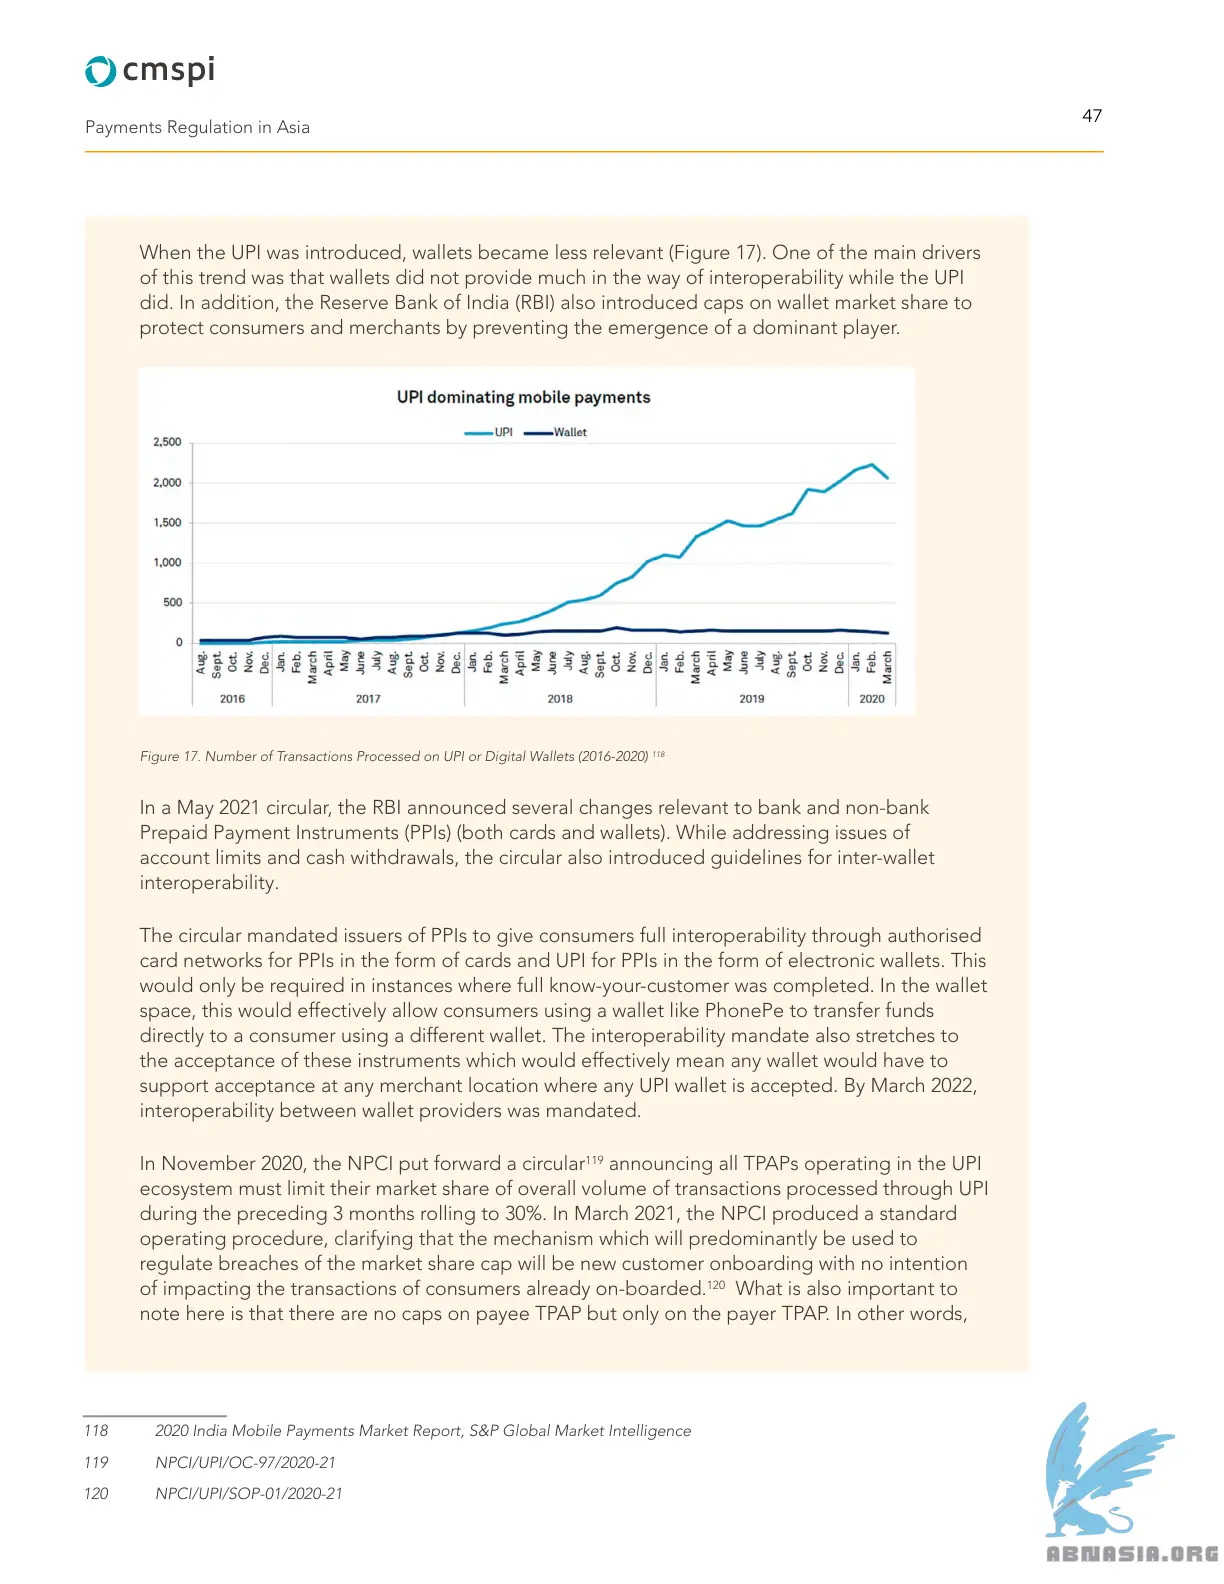 cmspi
Payments Regulation in Asia
47
When the UPI was introduced, wallets became less relevant (Figure 17). One of the main drivers
of this trend was that wallets did not provide much in the way of interoperability while the UPI
did. In addition, the Reserve Bank of India (RBI) also introduced caps on wallet market share to
protect consumers and merchants by preventing the emergence of a dominant player.
UPI dominating mobile payments
UPI Wallet
2,500
2,000
1,500
1,000
500
0
Aug. Sept. Oct. Nov. Dec. Jan. Feb. March April May June July Aug. Sept. Oct. Nov. Dec. Jan. Feb. March April May June July Aug. Sept. Oct. Nov. Dec. Jan. Feb. March April May June July Aug. Sept. Oct. Nov. Dec. Jan. Feb. March
2016 2017 2018 2019 2020
Figure 17. Number of Transactions Processed on UPI or Digital Wallets (2016-2020) 118
In a May 2021 circular, the RBI announced several changes relevant to bank and non-bank
Prepaid Payment Instruments (PPIs) (both cards and wallets). While addressing issues of
account limits and cash withdrawals, the circular also introduced guidelines for inter-wallet
interoperability.
The circular mandated issuers of PPIs to give consumers full interoperability through authorised
card networks for PPIs in the form of cards and UPI for PPIs in the form of electronic wallets. This
would only be required in instances where full know-your-customer was completed. In the wallet
space, this would effectively allow consumers using a wallet like PhonePe to transfer funds
directly to a consumer using a different wallet. The interoperability mandate also stretches to
the acceptance of these instruments which would effectively mean any wallet would have to
support acceptance at any merchant location where any UPI wallet is accepted. By March 2022,
interoperability between wallet providers was mandated.
In November 2020, the NPCI put forward a circular119 announcing all TPAPs operating in the UPI
ecosystem must limit their market share of overall volume of transactions processed through UPI
during the preceding 3 months rolling to 30%. In March 2021, the NPCI produced a standard
operating procedure, clarifying that the mechanism which will predominantly be used to
regulate breaches of the market share cap will be new customer onboarding with no intention
of impacting the transactions of consumers already on-boarded.120 What is also important to
note here is that there are no caps on payee TPAP but only on the payer TPAP. In other words,
118 2020 India Mobile Payments Market Report, S&P Global Market Intelligence
119 NPCI/UPI/OC-97/2020-21
120 NPCI/UPI/SOP-01/2020-21
ABNASIA.ORG